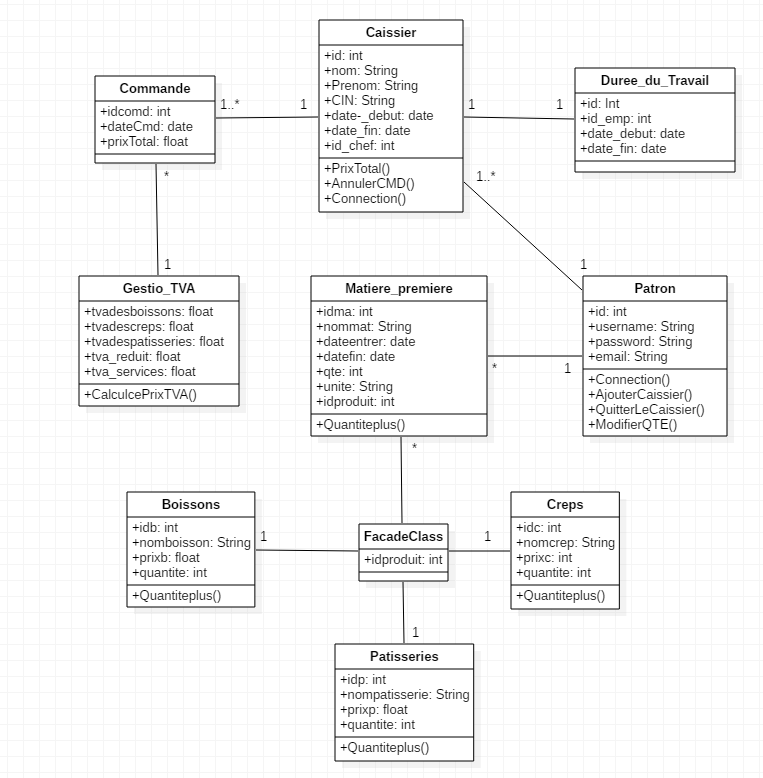 Caissier
+id: int
+nom: String
+Prenom: String
+CIN: String
+date-_debut: date
+date_fin: date
+id_chef: int
+PrixTotal()
+AnnulerCMD()
+Connection()
Commande
+idcomd: int
+dateCmd: date
+prixTotal: float
1..*
1
1
1
Duree_du_Travail
+id: Int
+id_emp: int
+date_debut: date
+date_fin: date
*
1
1..*
1
Gestio_TVA
+tvadesboissons: float
+tvadescreps: float
+tvadespatisseries: float
+tva_reduit: float
+tva_services: float
+CalculcePrixTVA()
Matiere_premiere
+idma: int
+nommat: String
+dateentrer: date
+datefin: date
+qte: int
+unite: String
+idproduit: int
+Quantiteplus()
*
1
Patron
+id: int
+username: String
+password: String
+email: String
+Connection()
+AjouterCaissier()
+QuitterLeCaissier()
+ModifierQTE()
*
Boissons
+idb: int
+nomboisson: String
+prixb: float
+quantite: int
+Quantiteplus()
1
FacadeClass
+idproduit: int
1
Creps
+idc: int
+nomcrep: String
+prixc: int
+quantite: int
+Quantiteplus()
1
Patisseries
+idp: int
+nompatisserie: String
+prixp: float
+quantite: int
+Quantiteplus()